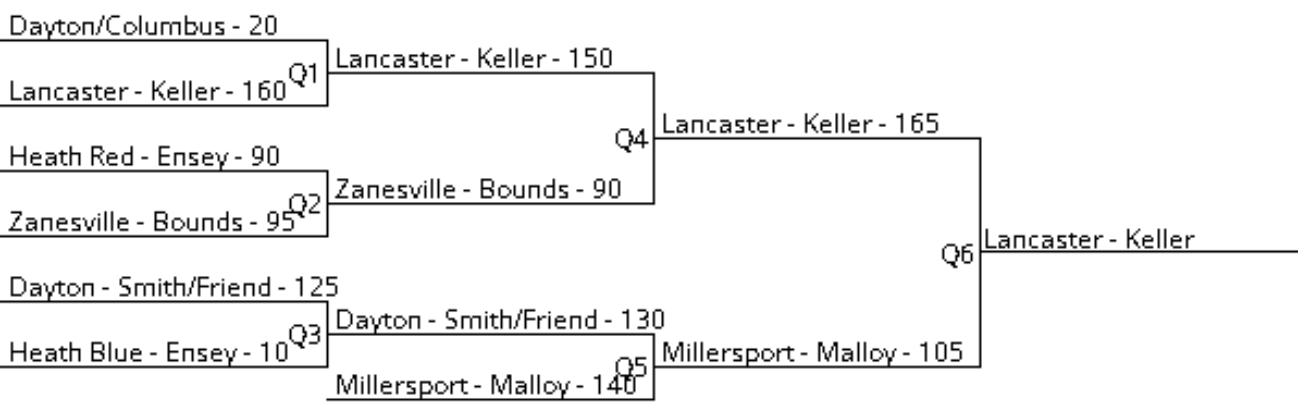 Dayton/Columbus - 20
Lancaster - Keller - 160
Q1
Lancaster - Keller - 150
Heath Red - Ensey - 90
Zanesville - Bounds - 95
Q2
Zanesville - Bounds - 90
Q4
Lancaster - Keller - 165
Dayton - Smith/Friend - 125
Heath Blue - Ensey - 10
Q3
Dayton - Smith/Friend - 130
Millersport - Malloy - 140
Q5
Millersport - Malloy - 105
Q6
Lancaster - Keller